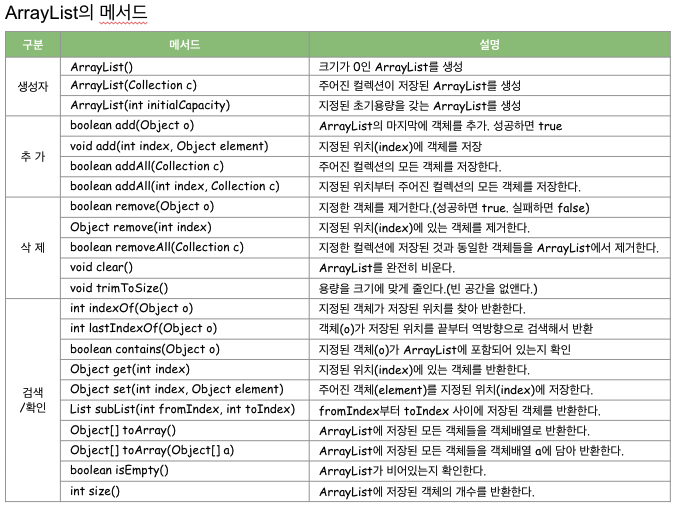 ArrayList의 메서드
구분 메서드 설명
생성자
ArrayList() 크기가 0인 ArrayList를 생성
ArrayList(Collection c) 주어진 컬렉션이 저장된 ArrayList를 생성
ArrayList(int initialCapacity) 지정된 초기용량을 갖는 ArrayList를 생성
추 가
boolean add(Object o) ArrayList의 마지막에 객체를 추가. 성공하면 true
void add(int index, Object element) 지정된 위치(index)에 객체를 저장
boolean addAll(Collection c) 주어진 컬렉션의 모든 객체를 저장한다.
boolean addAll(int index, Collection c) 지정된 위치부터 주어진 컬렉션의 모든 객체를 저장한다.
삭 제
boolean remove(Object o) 지정한 객체를 제거한다.(성공하면 true. 실패하면 false)
Object remove(int index) 지정된 위치(index)에 있는 객체를 제거한다.
boolean removeAll(Collection c) 지정한 컬렉션에 저장된 것과 동일한 객체들을 ArrayList에서 제거한다.
void clear() ArrayList를 완전히 비운다.
void trimToSize() 용량을 크기에 맞게 줄인다.(빈 공간을 없앤다.)
검색
/확인
int indexOf(Object o) 지정된 객체가 저장된 위치를 찾아 반환한다.
int lastIndexOf(Object o) 객체(o)가 저장된 위치를 끝부터 역방향으로 검색해서 반환
boolean contains(Object o) 지정된 객체(o)가 ArrayList에 포함되어 있는지 확인
Object get(int index) 지정된 위치(index)에 있는 객체를 반환한다.
Object set(int index, Object element) 주어진 객체(element)를 지정된 위치(index)에 저장한다.
List subList(int fromIndex, int toIndex) fromIndex부터 toIndex 사이에 저장된 객체를 반환한다.
Object[] toArray() ArrayList에 저장된 모든 객체들을 객체배열로 반환한다.
Object[] toArray(Object[] a) ArrayList에 저장된 모든 객체들을 객체배열 a에 담아 반환한다.
boolean isEmpty() ArrayList가 비어있는지 확인한다.
int size() ArrayList에 저장된 객체의 개수를 반환한다.